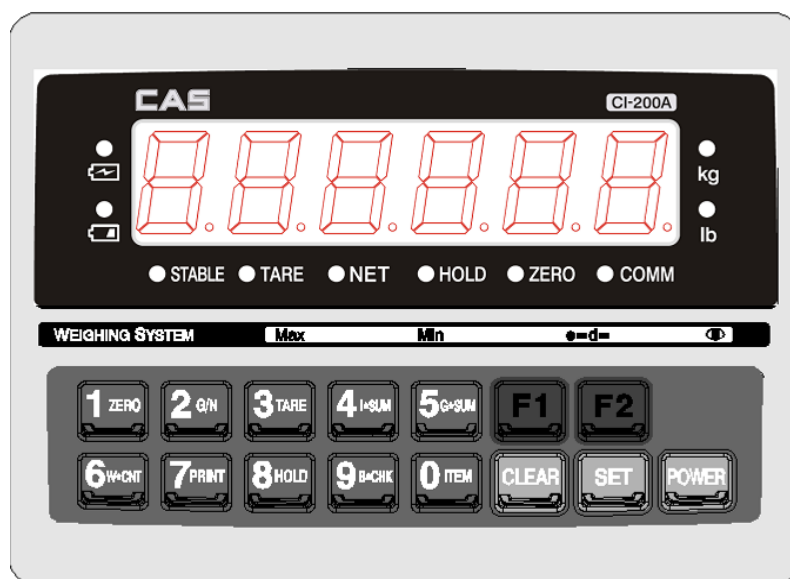 CAS CI-200A
kg
lb
STABLE TARE NET HOLD ZERO COMM
WEIGHING SYSTEM Max Min e=d=
1 ZERO 2 G/N 3 TARE 4 I*SUM 5 G*SUM F1 F2
6 W*CNT 7 PRINT 8 HOLD 9 B*CHK 0 ITEM CLEAR SET POWER